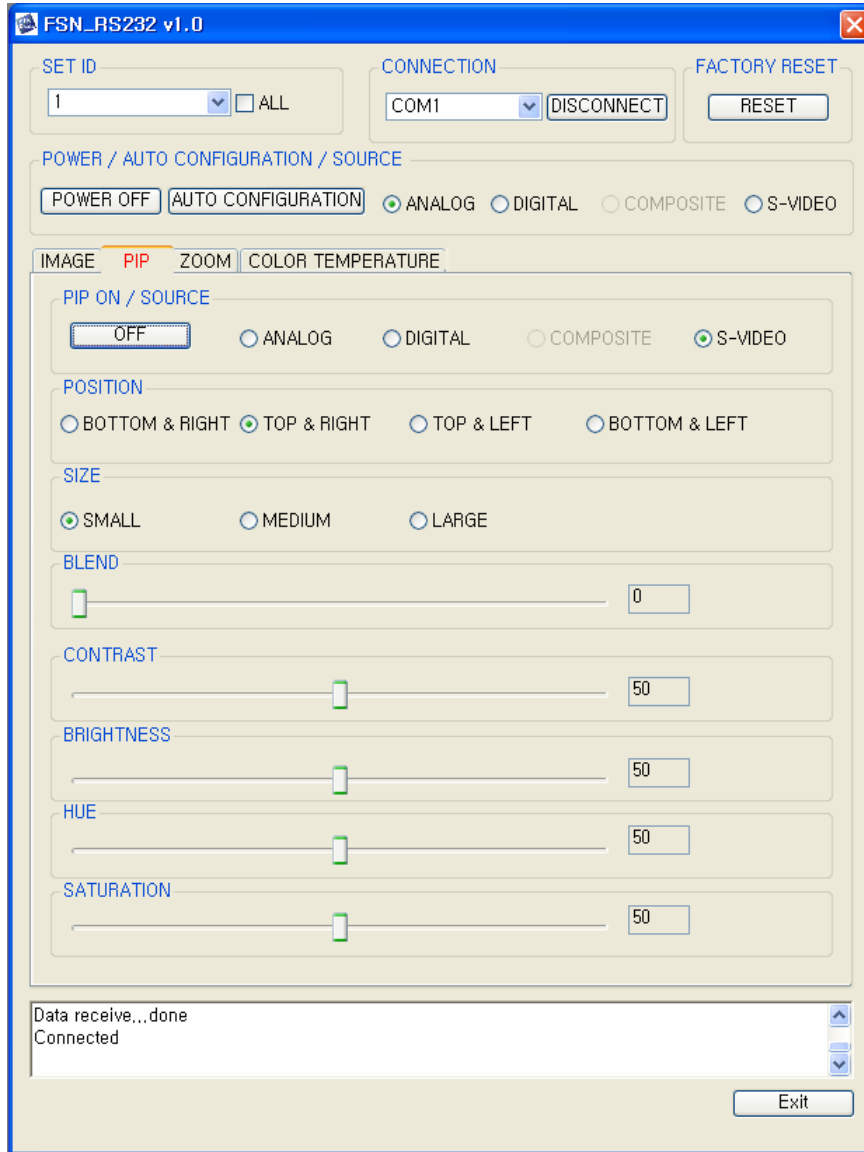 FSN_RS232 v1.0
SET ID CONNECTION FACTORY RESET
1 ALL COM1 DISCONNECT RESET
POWER / AUTO CONFIGURATION / SOURCE
POWER OFF AUTO CONFIGURATION ANALOG DIGITAL COMPOSITE S-VIDEO
IMAGE PIP ZOOM COLOR TEMPERATURE
PIP ON / SOURCE
OFF ANALOG DIGITAL COMPOSITE S-VIDEO
POSITION
BOTTOM & RIGHT TOP & RIGHT TOP & LEFT BOTTOM & LEFT
SIZE
SMALL MEDIUM LARGE
BLEND
0
CONTRAST
50
BRIGHTNESS
50
HUE
50
SATURATION
50
Data receive,,,done
Connected
Exit